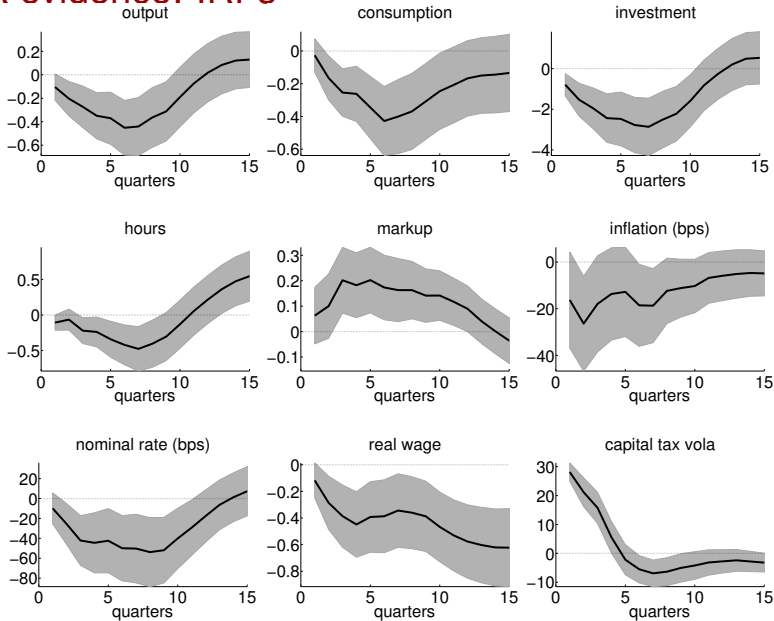 evidence: IRFs
output
consumption
investment
0.2
0
−0.2
−0.4
−0.6
0 5 10 15
quarters
0
−0.2
−0.4
−0.6
0 5 10 15
quarters
0
−2
−4
0 5 10 15
quarters
hours
markup
inflation (bps)
0.5
−0.5
0 5 10 15
quarters
0.3
0.2
0.1
0
−0.1
0 5 10 15
quarters
0
−20
−40
0 5 10 15
quarters
nominal rate (bps)
real wage
capital tax vola
20
0
−20
−40
−60
−80
0 5 10 15
quarters
0
−0.2
−0.4
−0.6
−0.8
0 5 10 15
quarters
30
20
10
0
−10
0 5 10 15
quarters